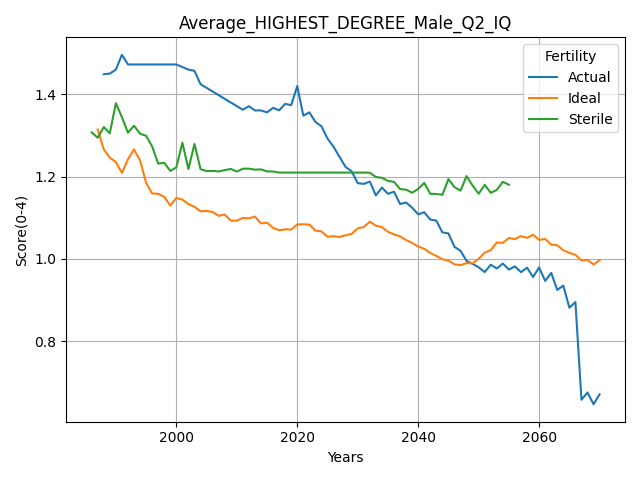 Average_HIGHEST_DEGREE_Male_Q2_IQ
Fertility
Actual
Ideal
Sterile
Score(0-4)
1.4
1.2
1.0
0.8
2000 2020 2040 2060
Years